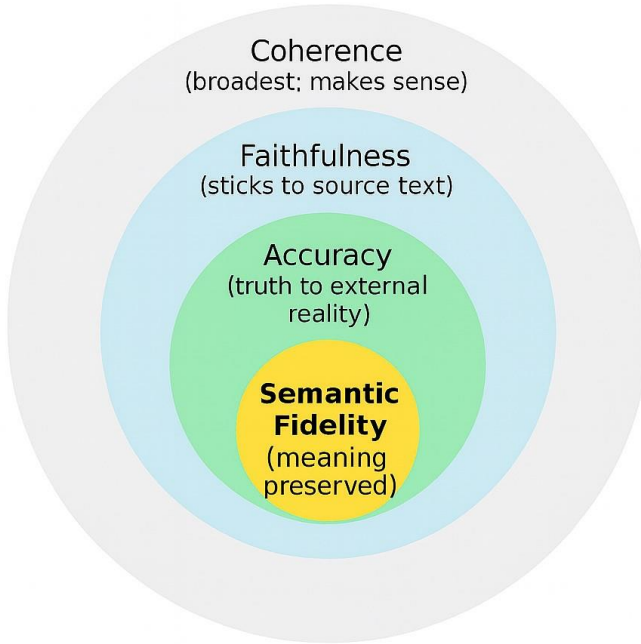 Coherence
(broadest; makes sense)
Faithfulness
(sticks to source text)
Accuracy
(truth to external
reality)
Semantic
Fidelity
(meaning
preserved)